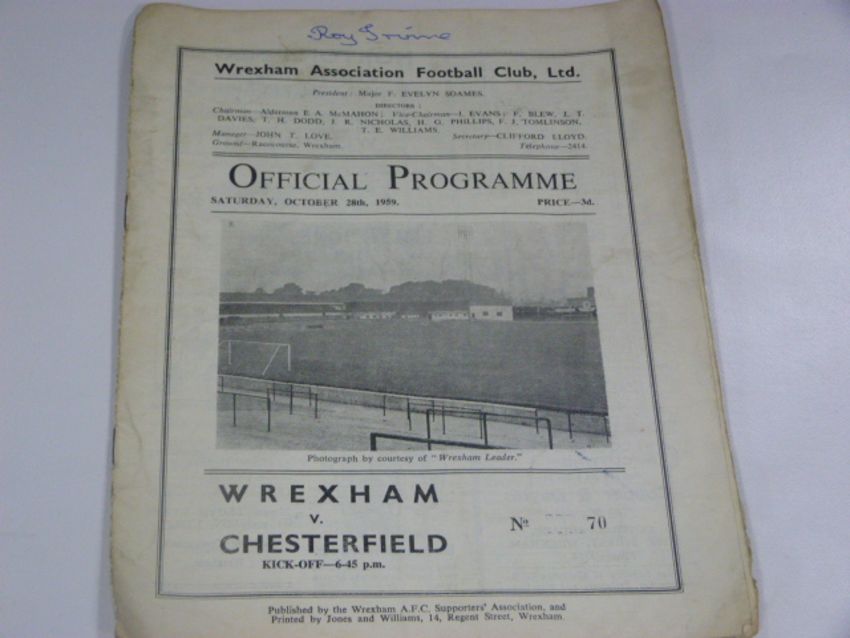 Roy Irvine
Wrexham Association Football Club, Ltd.
President: Major F. EVELYN SOAMES.
DIRECTORS:
Chairman—Alderman E. A. McMAHON; Vice-Chairman—J. EVANS; F. BLEW, J. T.
DAVIES, T. H. DODD, J. R. NICHOLAS, H. G. PHILLIPS, F. J. TOMLINSON,
T. E. WILLIAMS.
Manager—JOHN T. LOVE. Secretary—CLIFFORD LLOYD.
Ground—Racecourse, Wrexham. Telephone—2414.
OFFICIAL PROGRAMME
SATURDAY, OCTOBER 28th, 1959. PRICE—3d.
Photograph by courtesy of "Wrexham Leader."
WREXHAM
V.
CHESTERFIELD
KICK-OFF—6-45 p.m.
No 70
Published by the Wrexham A.F.C. Supporters' Association, and
Printed by Jones and Williams, 14, Regent Street, Wrexham